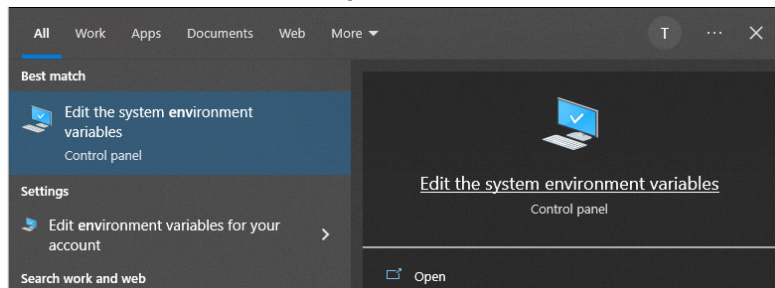 All Work Apps Documents Web More
T ...
Best match
Edit the system environment
variables
Control panel
Settings
Edit environment variables for your
account
Search work and web
Edit the system environment variables
Control panel
Open